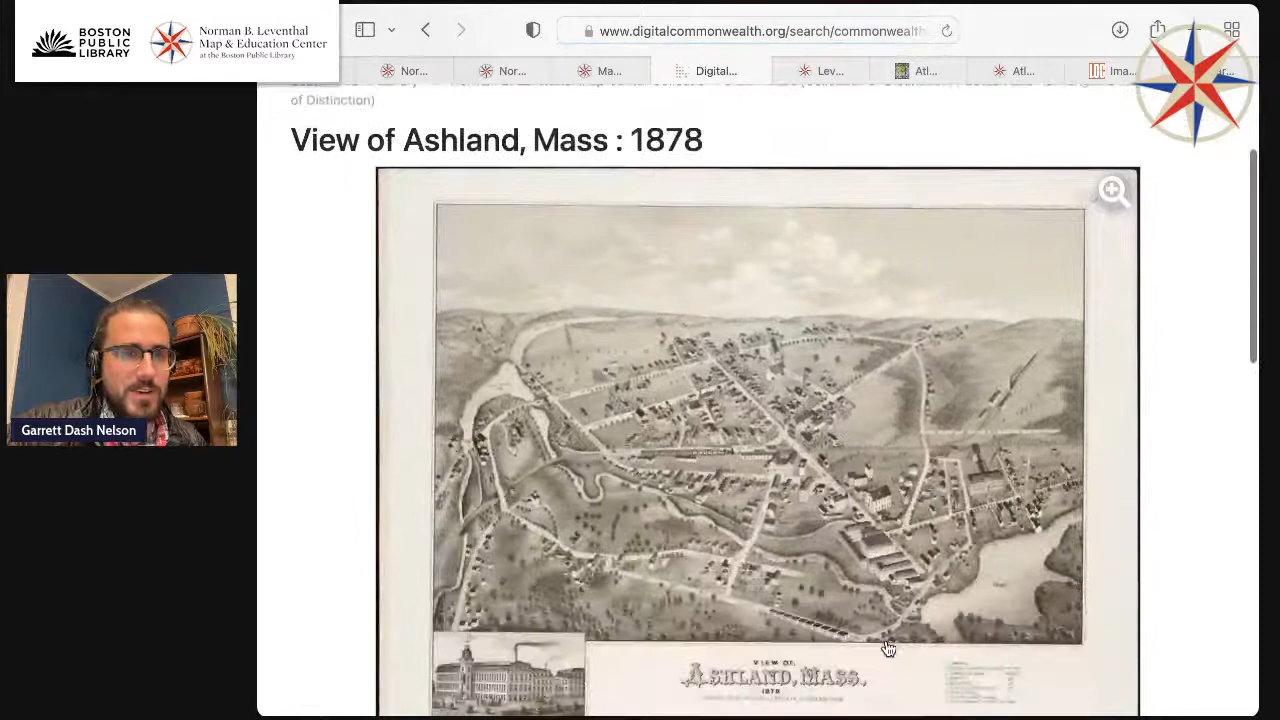 BOSTON
PUBLIC
LIBRARY
Norman B. Leventhal
Map & Education Center
at the Boston Public Library
www.digitalcommonwealth.org/search/commonwealth
Nor...
Nor...
Ma...
Digital...
Lev...
Atl...
Atl...
LOC
Ima...
of Distinction)
View of Ashland, Mass : 1878
Garrett Dash Nelson
VIEW OF
ASHLAND, MASS.
1878